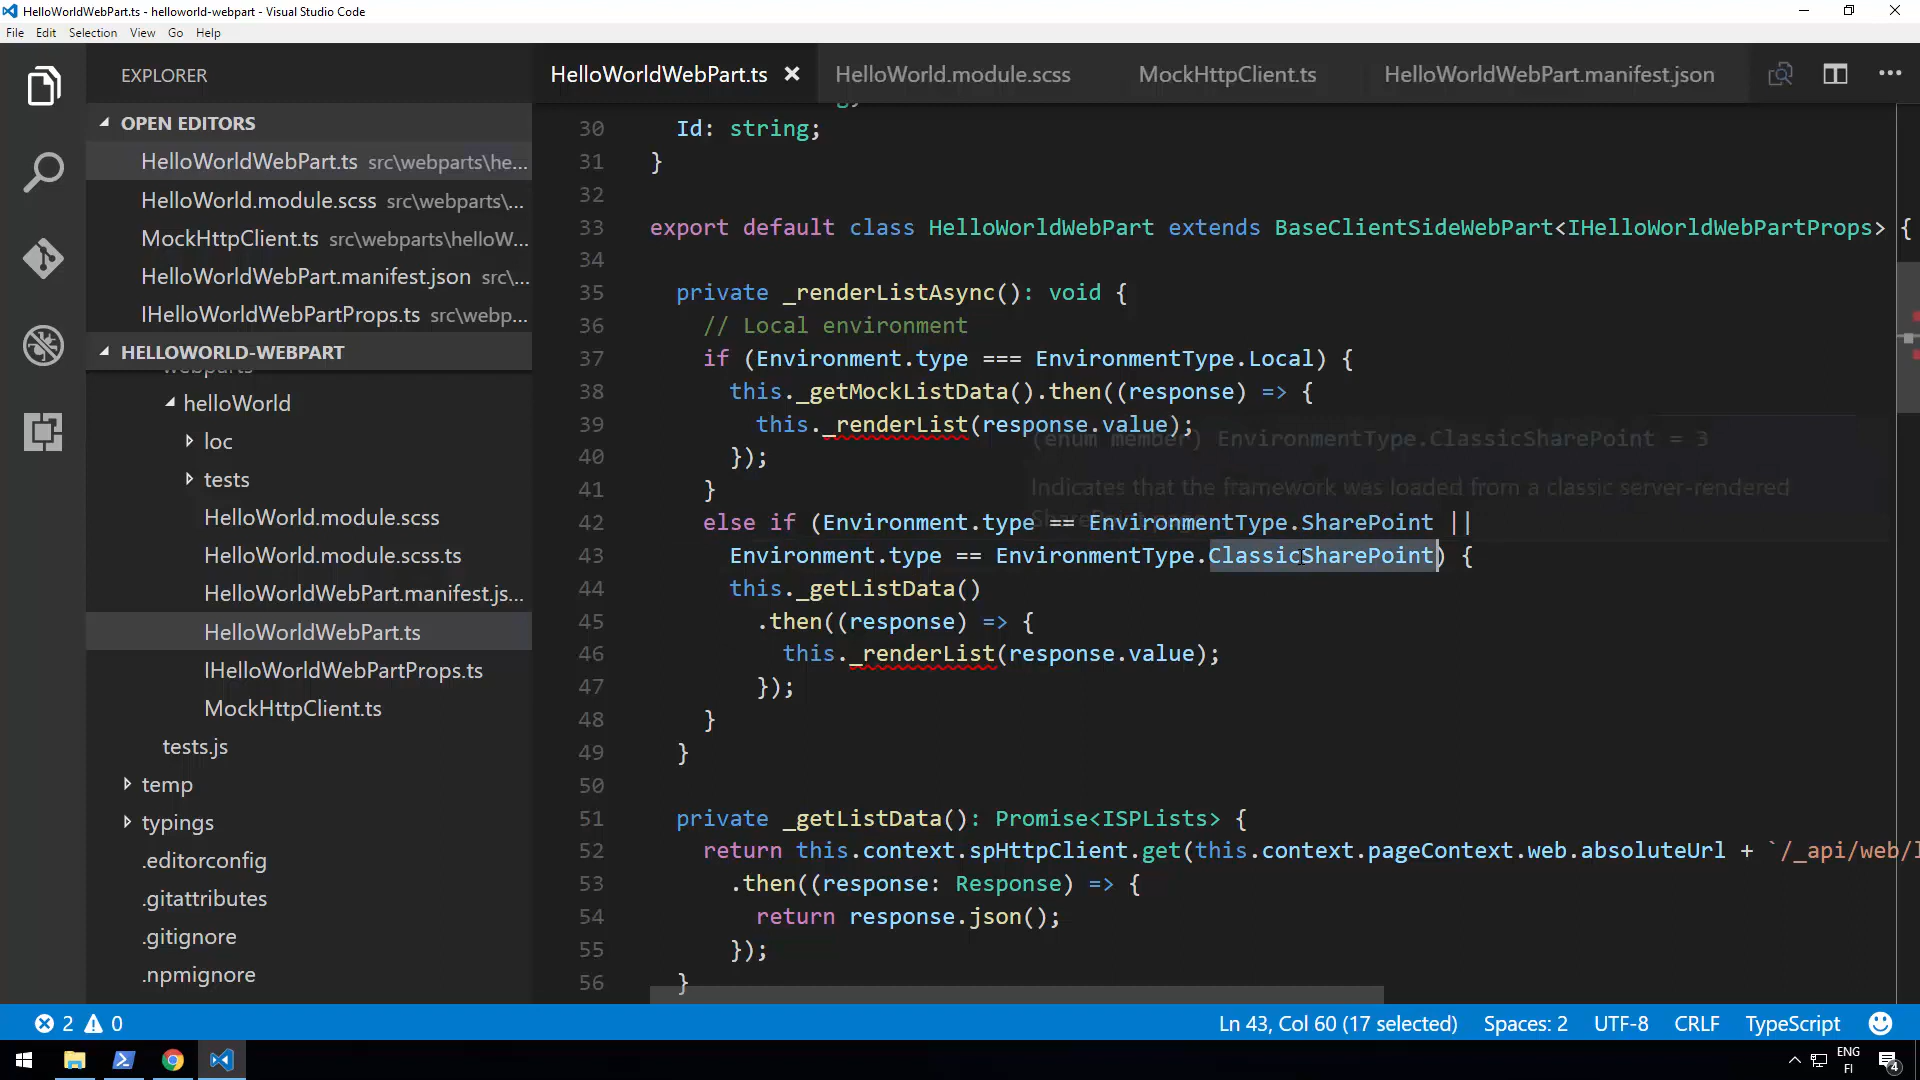 HelloWorldWebPart.ts - helloworld-webpart - Visual Studio Code
File Edit Selection View Go Help
EXPLORER
HelloWorldWebPart.ts
HelloWorld.module.scss
MockHttpClient.ts
HelloWorldWebPart.manifest.json
OPEN EDITORS
HelloWorldWebPart.ts src\webparts\he...
HelloWorld.module.scss src\webparts\...
MockHttpClient.ts src\webparts\helloW...
HelloWorldWebPart.manifest.json src\...
IHelloWorldWebPartProps.ts src\webp...
HELLOWORLD-WEBPART
webparts
helloWorld
loc
tests
HelloWorld.module.scss
HelloWorld.module.scss.ts
HelloWorldWebPart.manifest.js...
HelloWorldWebPart.ts
IHelloWorldWebPartProps.ts
MockHttpClient.ts
tests.js
temp
typings
.editorconfig
.gitattributes
.gitignore
.npmignore
30 Id: string;
31 }
32
33 export default class HelloWorldWebPart extends BaseClientSideWebPart<IHelloWorldWebPartProps> {
34
35 private _renderListAsync(): void {
36 // Local environment
37 if (Environment.type === EnvironmentType.Local) {
38 this._getMockListData().then((response) => {
39 this._renderList(response.value);
40 });
41 }
42 else if (Environment.type == EnvironmentType.SharePoint ||
43 Environment.type == EnvironmentType.ClassicSharePoint) {
44 this._getListData()
45 .then((response) => {
46 this._renderList(response.value);
47 });
48 }
49 }
50
51 private _getListData(): Promise<ISPLists> {
52 return this.context.spHttpClient.get(this.context.pageContext.web.absoluteUrl + `/_api/web/l
53 .then((response: Response) => {
54 return response.json();
55 });
56 }
(enum member) EnvironmentType.ClassicSharePoint = 3
Indicates that the framework was loaded from a classic server-rendered
2 0
Ln 43, Col 60 (17 selected) Spaces: 2 UTF-8 CRLF TypeScript
ENG
FI
4